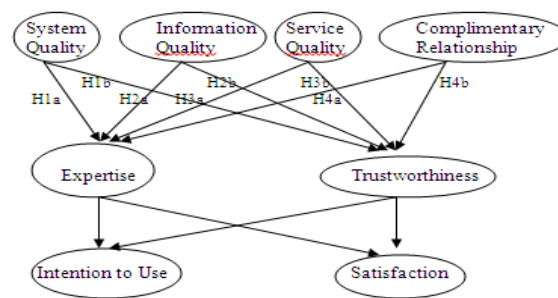 System
Quality
Information
Quality
Service
Quality
Complimentary
Relationship
H1b
H2b
H3b
H4b
H1a
H2a
H3a
H4a
Expertise
Trustworthiness
Intention to Use
Satisfaction